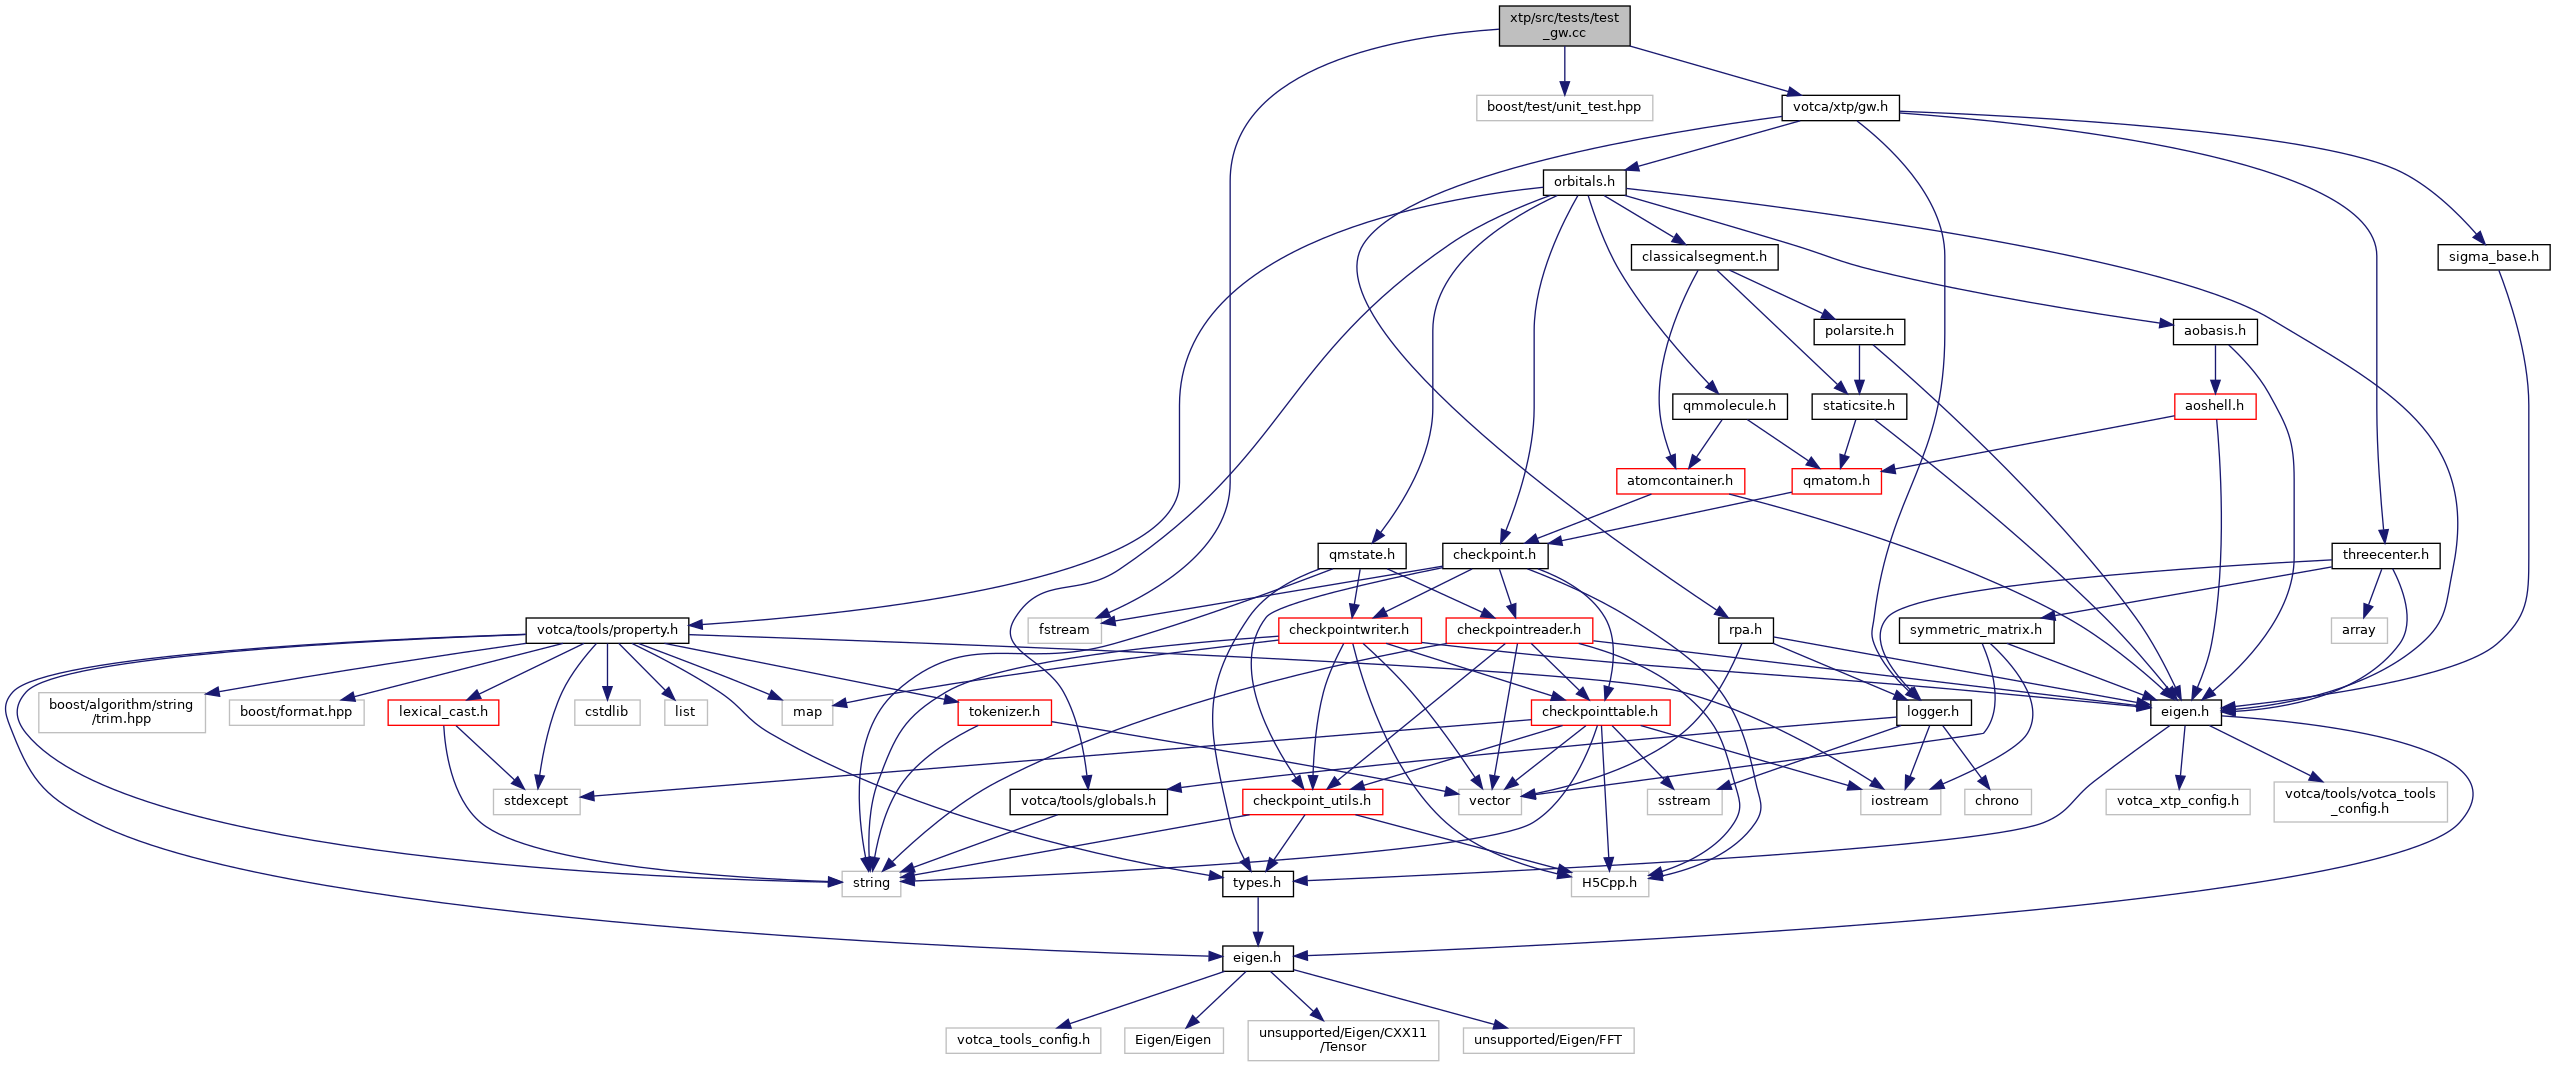 xtp/src/tests/test
_gw.cc
boost/test/unit_test.hpp
votca/xtp/gw.h
orbitals.h
classicalsegment.h
sigma_base.h
polarsite.h
aobasis.h
qmmolecule.h
staticsite.h
aoshell.h
atomcontainer.h
qmatom.h
qmstate.h
checkpoint.h
threecenter.h
votca/tools/property.h
fstream
checkpointwriter.h
checkpointreader.h
rpa.h
symmetric_matrix.h
array
boost/algorithm/string
/trim.hpp
boost/format.hpp
lexical_cast.h
cstdlib
list
map
tokenizer.h
checkpointtable.h
logger.h
eigen.h
stdexcept
votca/tools/globals.h
checkpoint_utils.h
vector
sstream
iostream
chrono
votca_xtp_config.h
votca/tools/votca_tools
_config.h
string
types.h
H5Cpp.h
eigen.h
votca_tools_config.h
Eigen/Eigen
unsupported/Eigen/CXX11
/Tensor
unsupported/Eigen/FFT